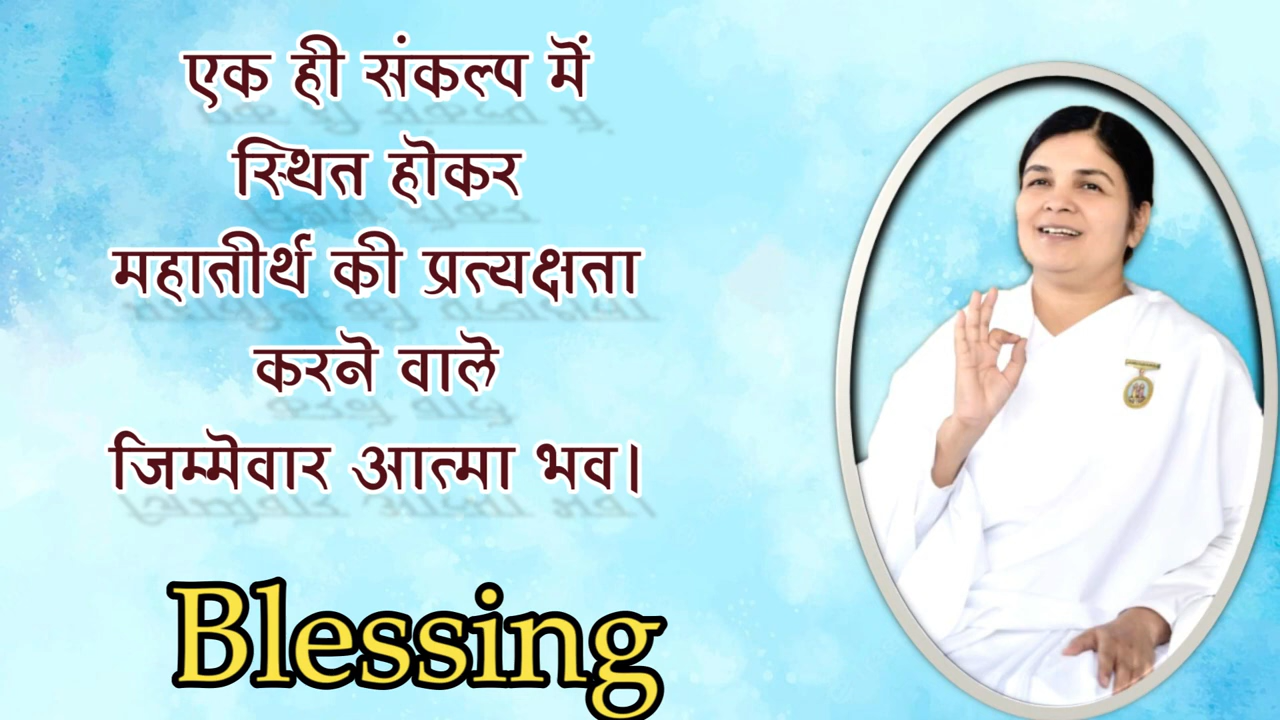 एक ही संकल्प में
स्थित होकर
महातीर्थ की प्रत्यक्षता
करने वाले
जिम्मेवार आत्मा भव।
Blessing